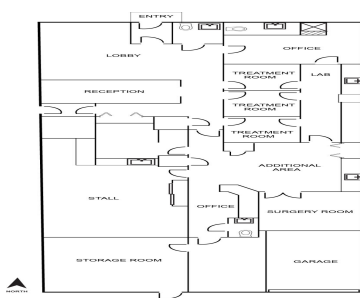 ENTRY
LOBBY
OFFICE
TREATMENT
ROOM
LAB
RECEPTION
TREATMENT
ROOM
TREATMENT
ROOM
ADDITIONAL
AREA
STALL
OFFICE
SURGERY ROOM
STORAGE ROOM
GARAGE
NORTH